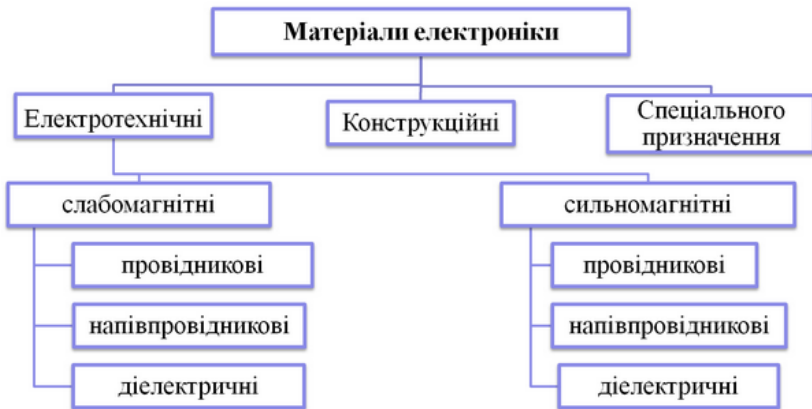 Матеріали електроніки
Електротехнічні
Конструкційні
Спеціального
призначення
слабомагнітні
сильномагнітні
провідникові
провідникові
напівпровідникові
напівпровідникові
діелектричні
діелектричні